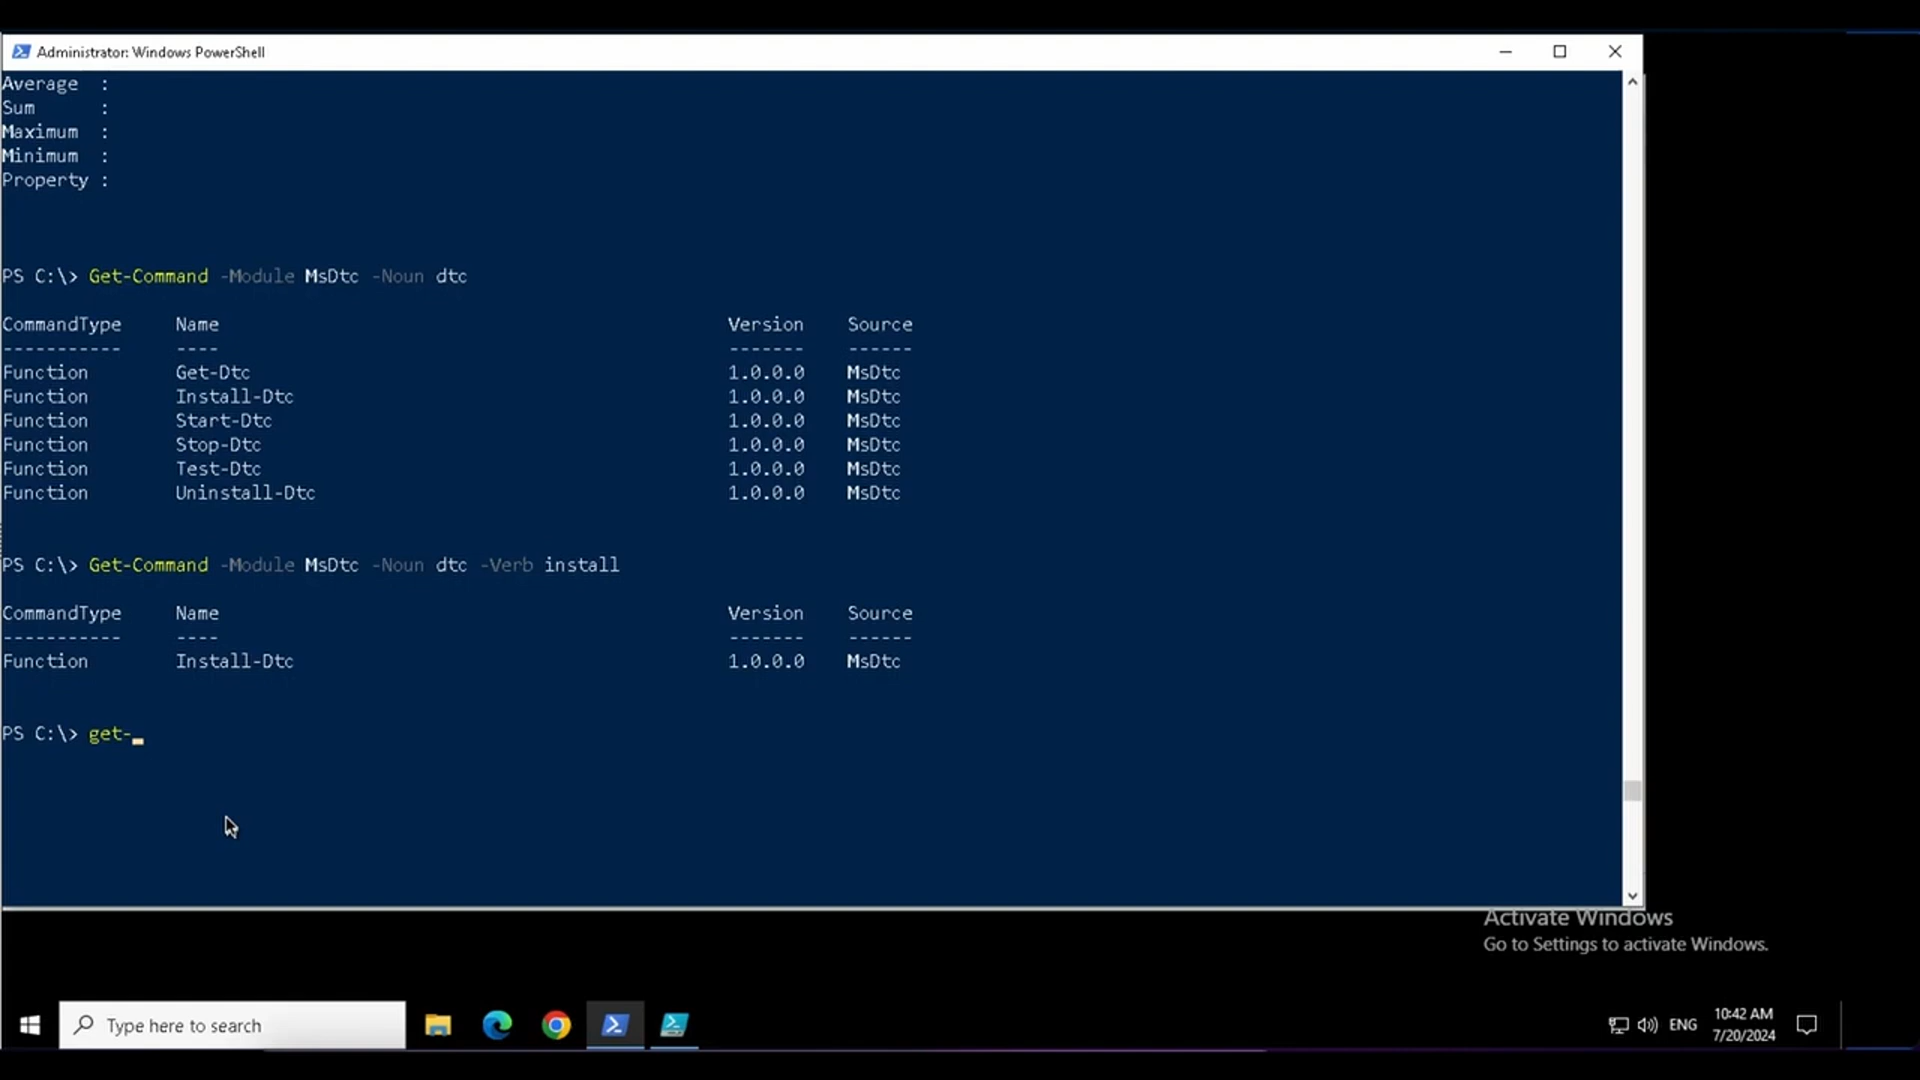 Administrator: Windows PowerShell
Average :
Sum :
Maximum :
Minimum :
Property :
PS C:\> Get-Command -Module MsDtc -Noun dtc
CommandType Name Version Source
----------- ---- ------- ------
Function Get-Dtc 1.0.0.0 MsDtc
Function Install-Dtc 1.0.0.0 MsDtc
Function Start-Dtc 1.0.0.0 MsDtc
Function Stop-Dtc 1.0.0.0 MsDtc
Function Test-Dtc 1.0.0.0 MsDtc
Function Uninstall-Dtc 1.0.0.0 MsDtc
PS C:\> Get-Command -Module MsDtc -Noun dtc -Verb install
CommandType Name Version Source
----------- ---- ------- ------
Function Install-Dtc 1.0.0.0 MsDtc
PS C:\> get-
Activate Windows
Go to Settings to activate Windows.
Type here to search
ENG
10:42 AM
7/20/2024